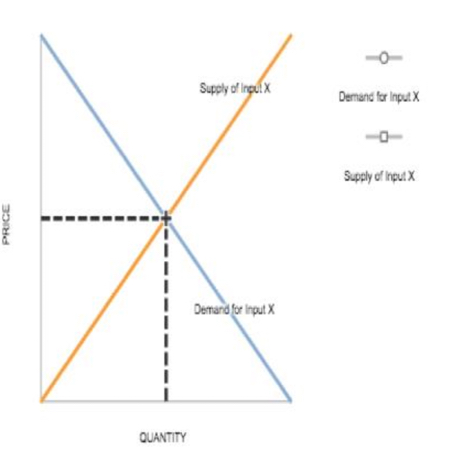 Supply of Input X
Demand for Input X
Supply of Input X
PRICE
Demand for Input X
QUANTITY